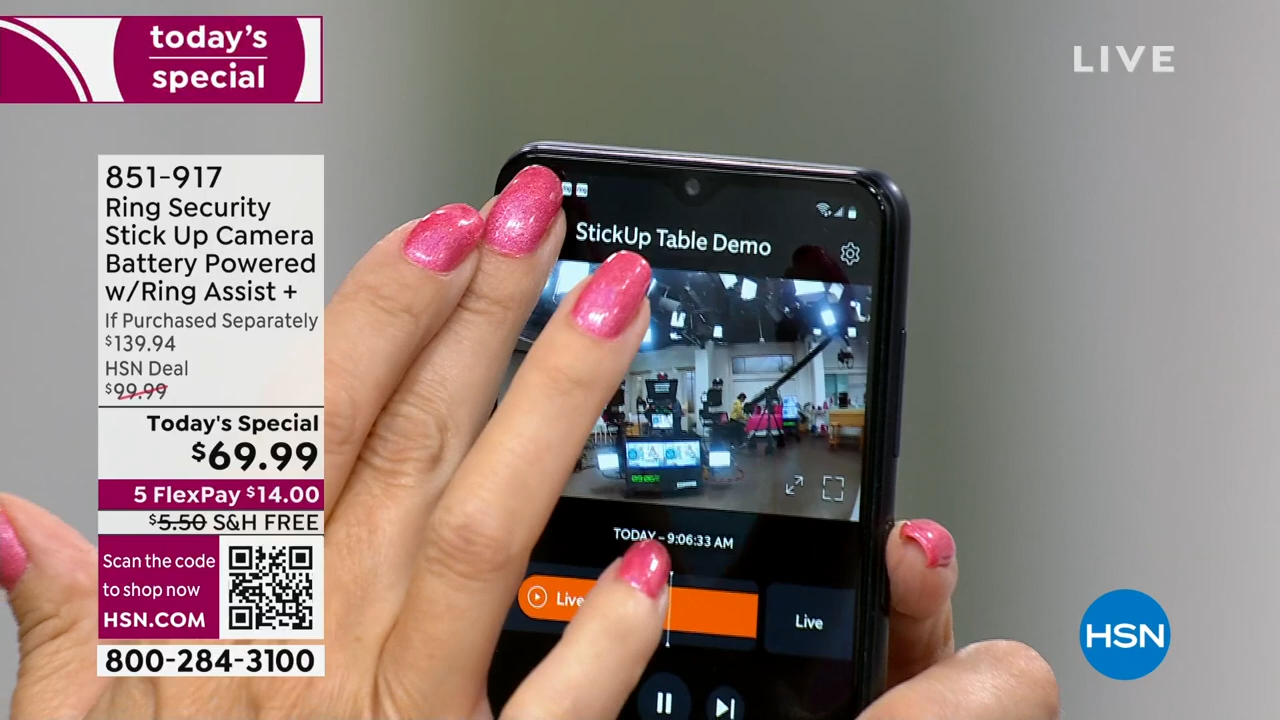 today's
special
LIVE
851-917
Ring Security
Stick Up Camera
Battery Powered
w/Ring Assist +
If Purchased Separately
$139.94
HSN Deal
$99.99
Today's Special
$69.99
5 FlexPay $14.00
$5.50 S&H FREE
Scan the code
to shop now
HSN.COM
800-284-3100
StickUp Table Demo
TODAY – 9:06:33 AM
Live
Live
HSN